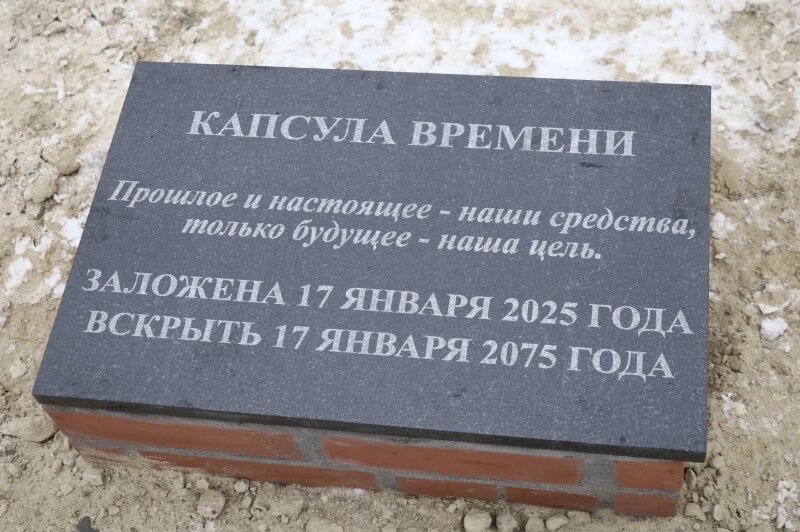 КАПСУЛА ВРЕМЕНИ
Прошлое и настоящее - наши средства,
только будущее - наша цель.
ЗАЛОЖЕНА 17 ЯНВАРЯ 2025 ГОДА
ВСКРЫТЬ 17 ЯНВАРЯ 2075 ГОДА